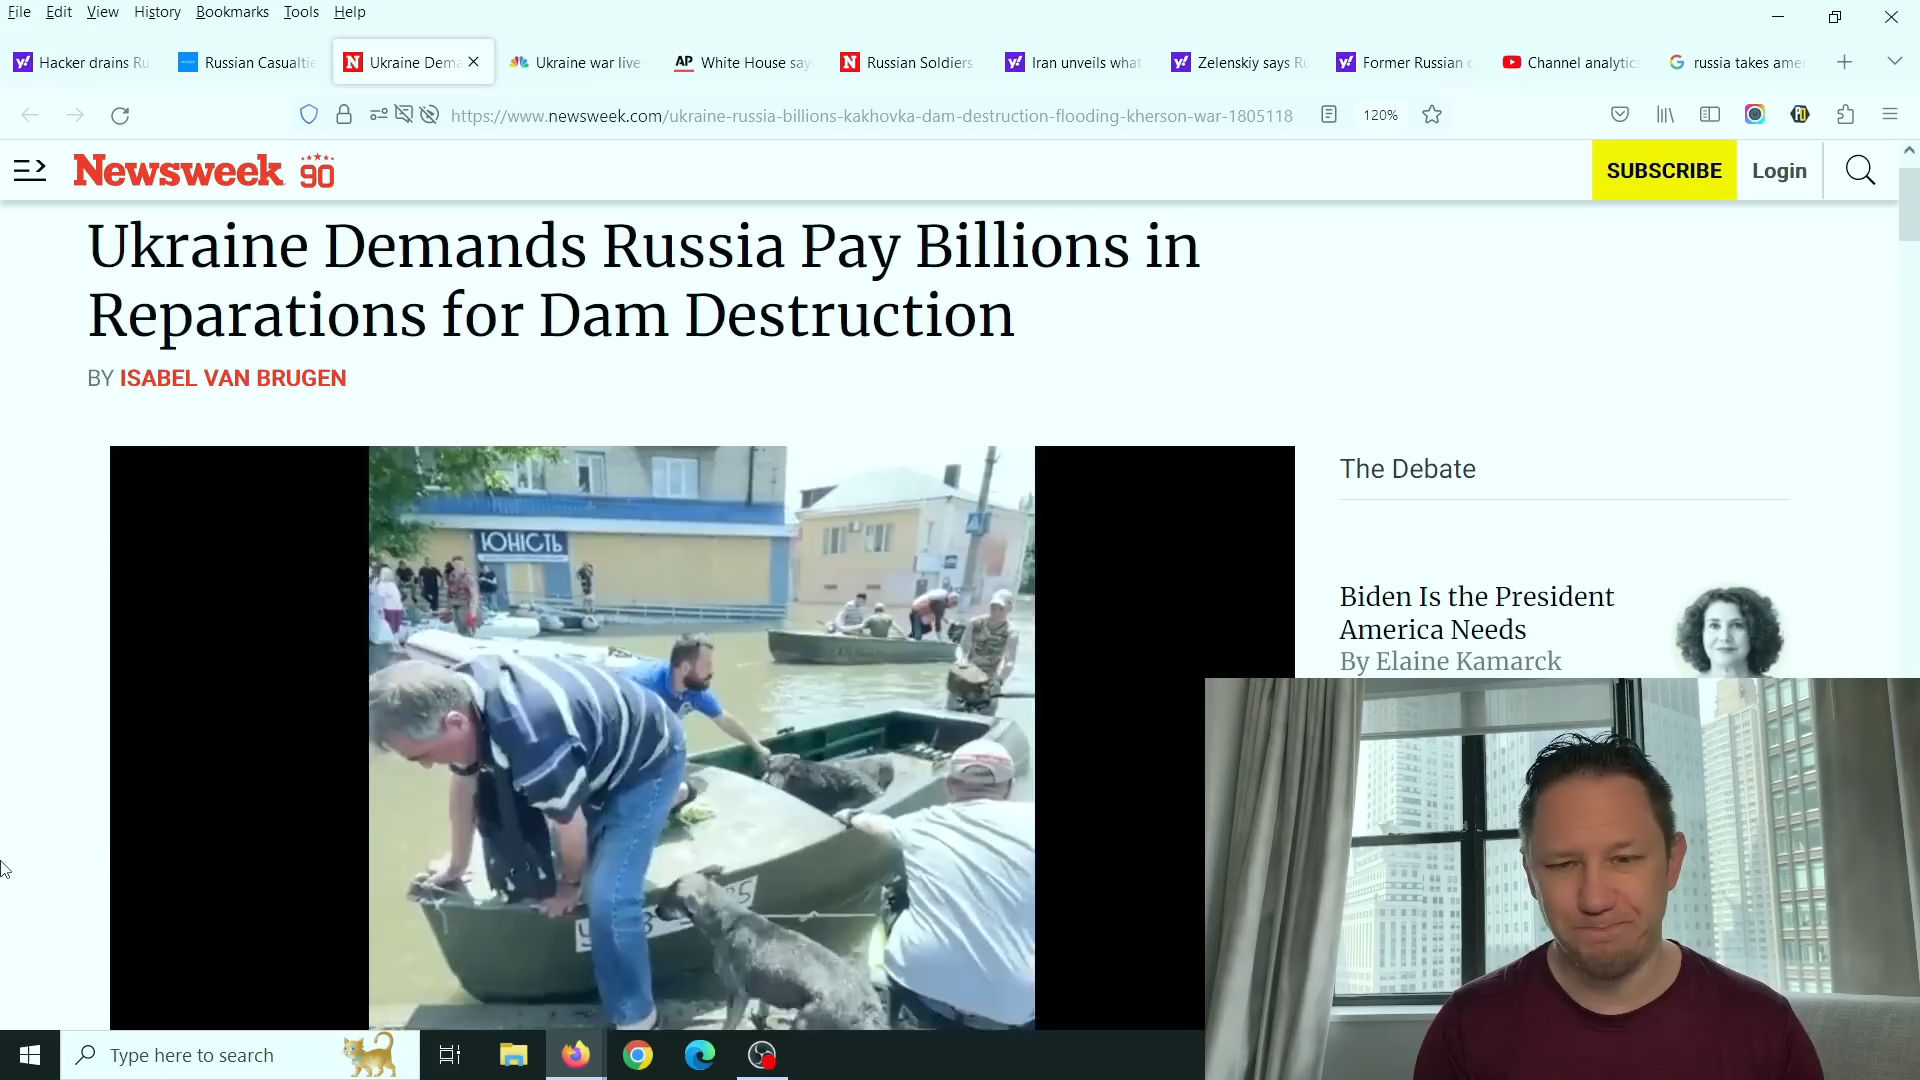 File Edit View History Bookmarks Tools Help
Hacker drains Ru
Russian Casualtie
Ukraine Dema
Ukraine war live
AP White House say
Russian Soldiers
Iran unveils what
Zelenskiy says Ru
Former Russian c
Channel analytics
russia takes ame
https://www.newsweek.com/ukraine-russia-billions-kakhovka-dam-destruction-flooding-kherson-war-1805118
120%
Newsweek 90
SUBSCRIBE
Login
Ukraine Demands Russia Pay Billions in
Reparations for Dam Destruction
BY ISABEL VAN BRUGEN
ЮНІСТЬ
The Debate
Biden Is the President
America Needs
By Elaine Kamarck
Type here to search